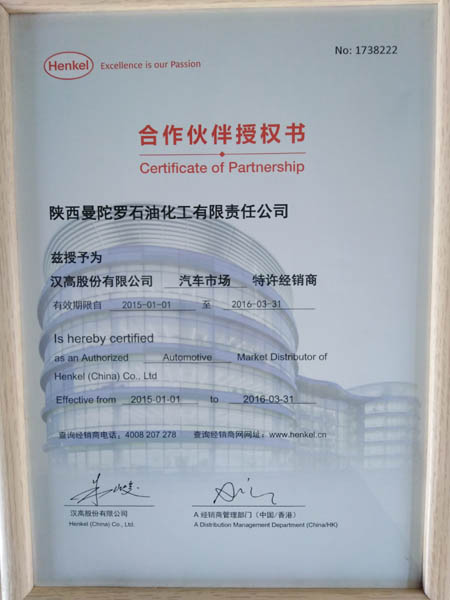 Henkel Excellence is our Passion
No: 1738222
合作伙伴授权书
Certificate of Partnership
陕西曼陀罗石油化工有限责任公司
兹授予为
汉高股份有限公司 汽车市场 特许经销商
有效期限自 2015-01-01 至 2016-03-31
Is hereby certified
as an Authorized Automotive Market Distributor of
Henkel (China) Co., Ltd
Effective from 2015-01-01 to 2016-03-31
查询经销商电话：4008 207 278 查询经销商网网址：www.henkel.cn
汉高股份有限公司 A 经销商管理部门（中国/香港）
Henkel (China) Co., Ltd. A Distribution Management Department (China/HK)